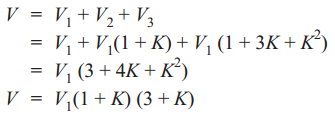 V = V₁ + V₂ + V₃
= V₁ + V₁(1 + K) + V₁ (1 + 3K + K²)
= V₁ (3 + 4K + K²)
V = V₁(1 + K) (3 + K)